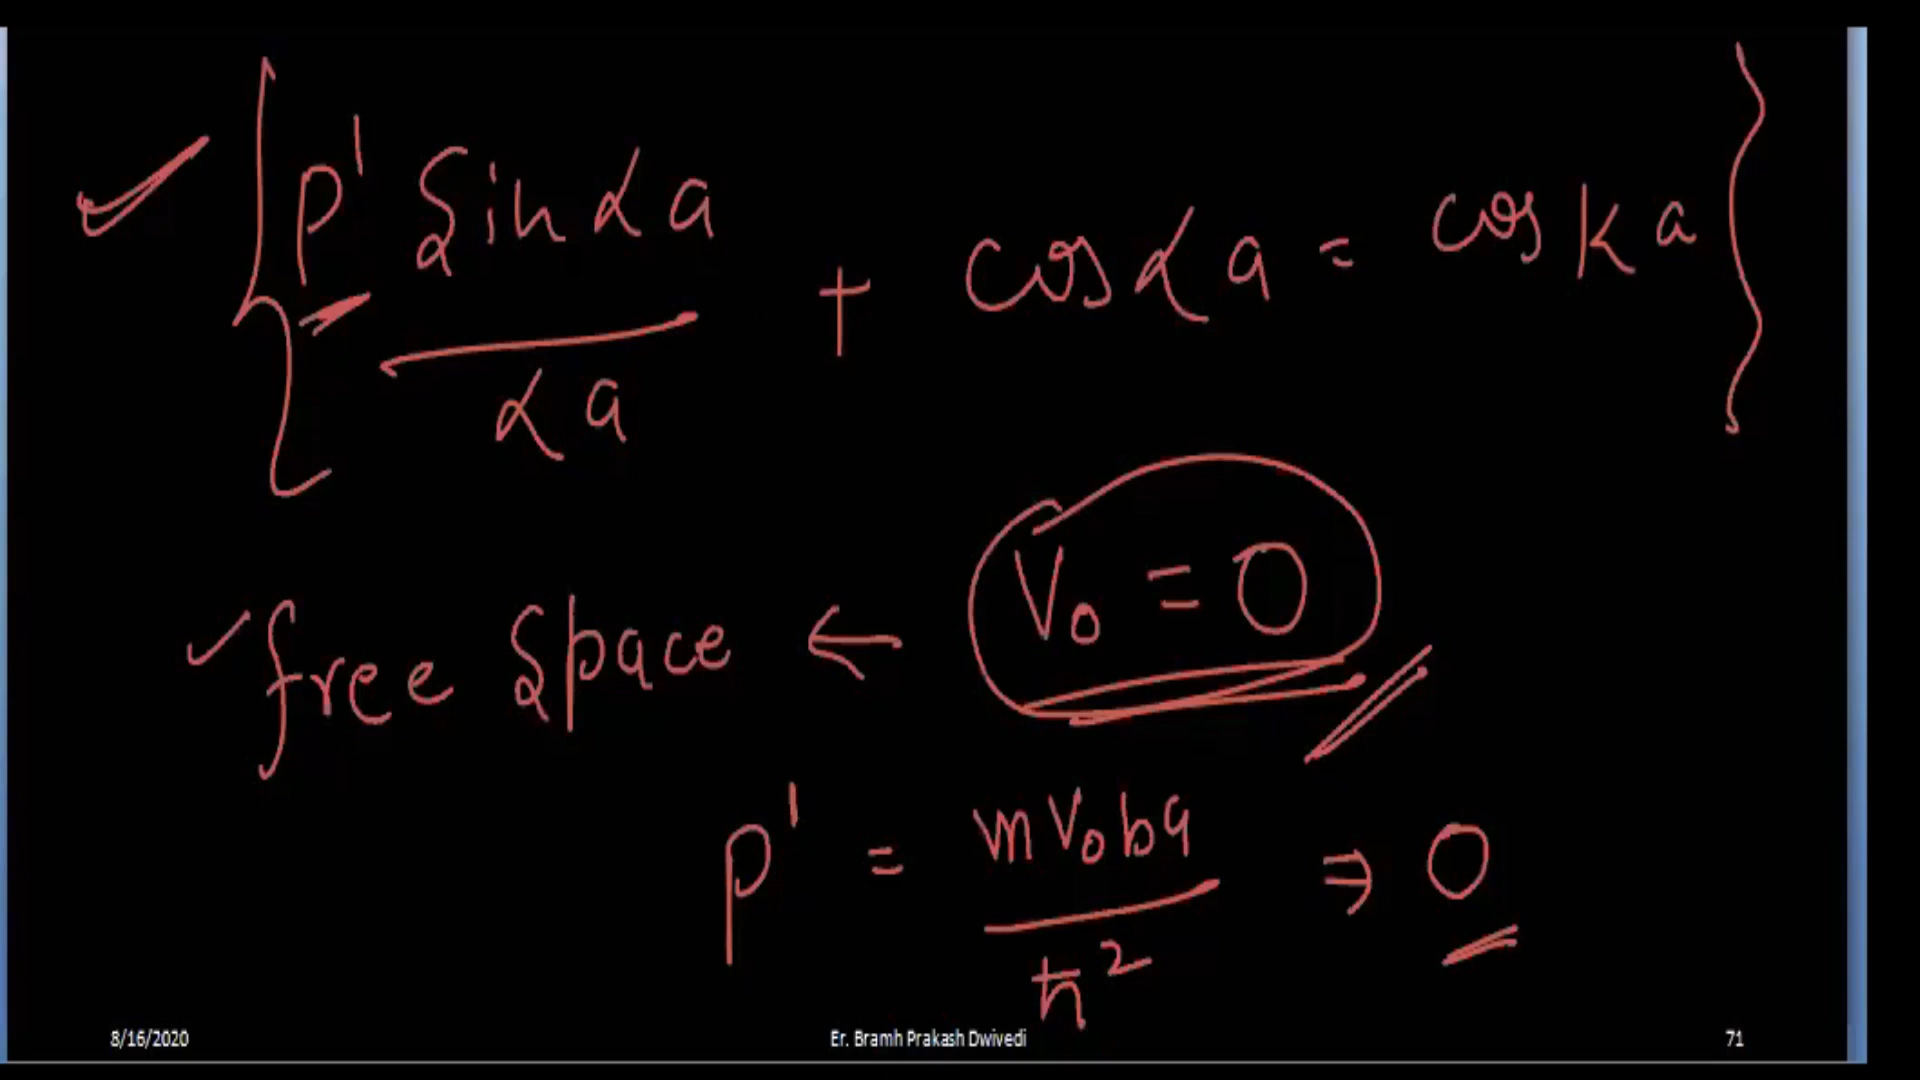 P' Sin αa / αa + cos αa = cos Ka
free space ← V₀ = 0
P' = mV₀ba / ħ² ⇒ 0
8/16/2020 Er. Bramh Prakash Dwivedi 71